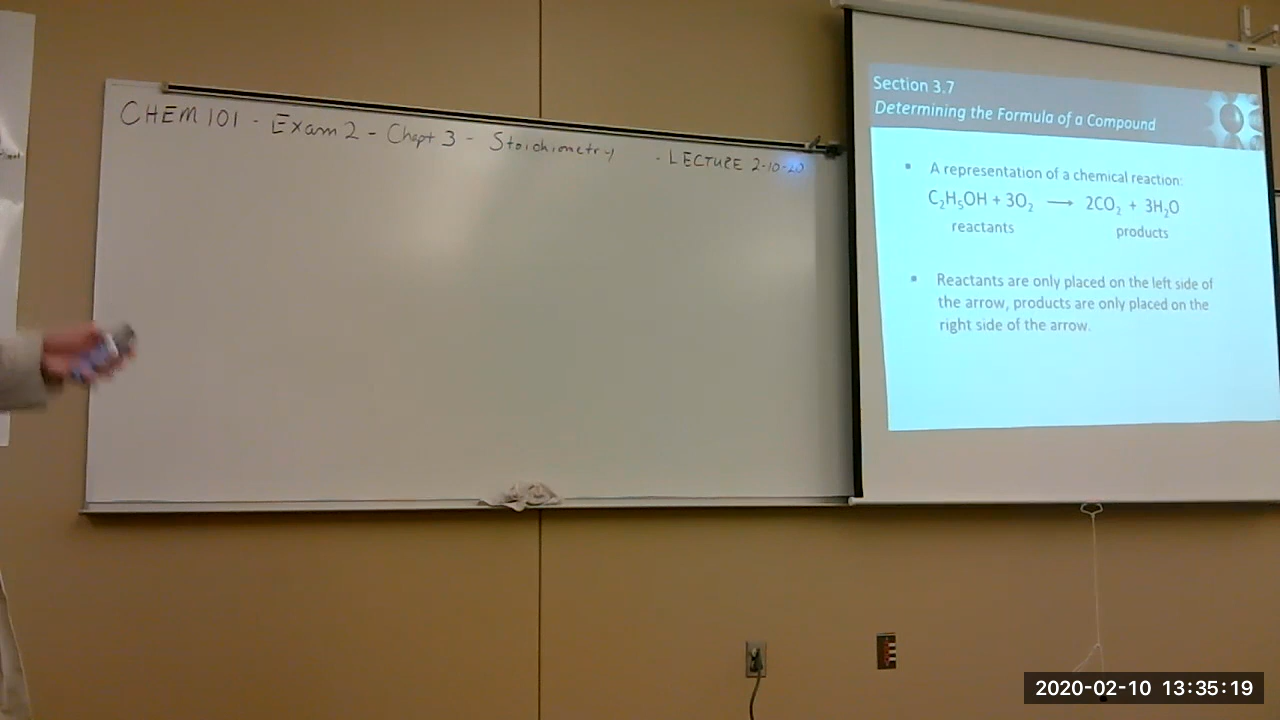 CHEM 101 - Exam 2 - Chapt 3 - Stoichiometry - LECTURE 2-10-20
Section 3.7
Determining the Formula of a Compound
• A representation of a chemical reaction:
C₂H₅OH + 3O₂ ⟶ 2CO₂ + 3H₂O
reactants products
• Reactants are only placed on the left side of
the arrow, products are only placed on the
right side of the arrow.
2020-02-10 13:35:19